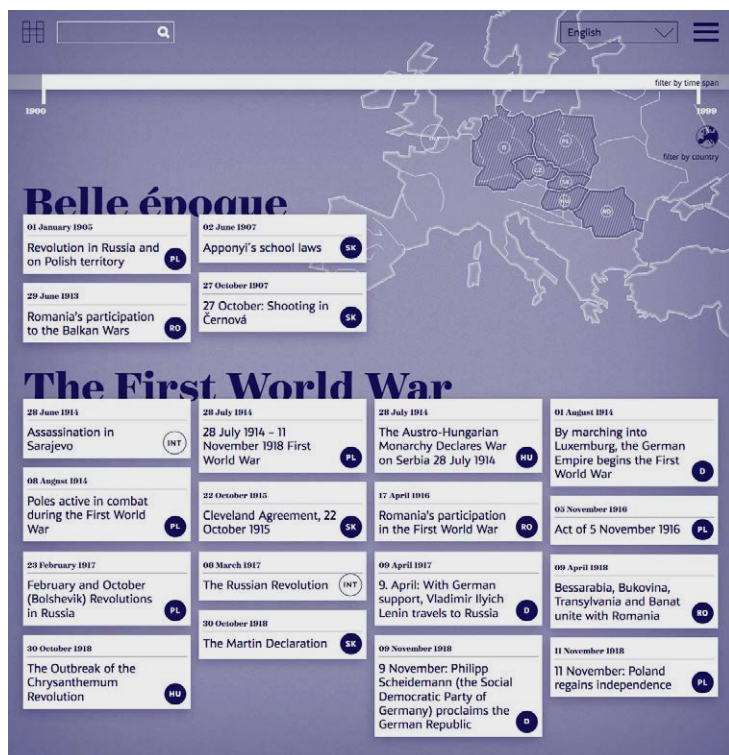 English
filter by time span
1900
1999
D
PL
CZ
SK
HU
RO
filter by country
Belle époque
01 January 1905
Revolution in Russia and
on Polish territory
PL
02 June 1907
Apponyi's school laws
SK
29 June 1913
Romania's participation
to the Balkan Wars
RO
27 October 1907
27 October: Shooting in
Černová
SK
The First World War
28 June 1914
Assassination in
Sarajevo
INT
28 July 1914
28 July 1914 – 11
November 1918 First
World War
PL
28 July 1914
The Austro-Hungarian
Monarchy Declares War
on Serbia 28 July 1914
HU
01 August 1914
By marching into
Luxemburg, the German
Empire begins the First
World War
D
08 August 1914
Poles active in combat
during the First World
War
PL
22 October 1915
Cleveland Agreement, 22
October 1915
SK
17 April 1916
Romania's participation
in the First World War
RO
05 November 1916
Act of 5 November 1916
PL
23 February 1917
February and October
(Bolshevik) Revolutions
in Russia
PL
08 March 1917
The Russian Revolution
INT
09 April 1917
9. April: With German
support, Vladimir Ilyich
Lenin travels to Russia
D
09 April 1918
Bessarabia, Bukovina,
Transylvania and Banat
unite with Romania
RO
30 October 1918
The Outbreak of the
Chrysanthemum
Revolution
HU
30 October 1918
The Martin Declaration
SK
09 November 1918
9 November: Philipp
Scheidemann (the Social
Democratic Party of
Germany) proclaims the
German Republic
D
11 November 1918
11 November: Poland
regains independence
PL